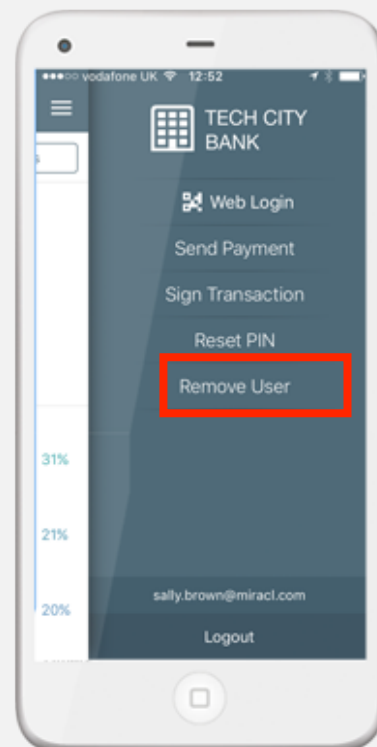 vodafone UK 12:52
TECH CITY
BANK
Web Login
Send Payment
Sign Transaction
Reset PIN
Remove User
31%
21%
20%
sally.brown@miracl.com
Logout